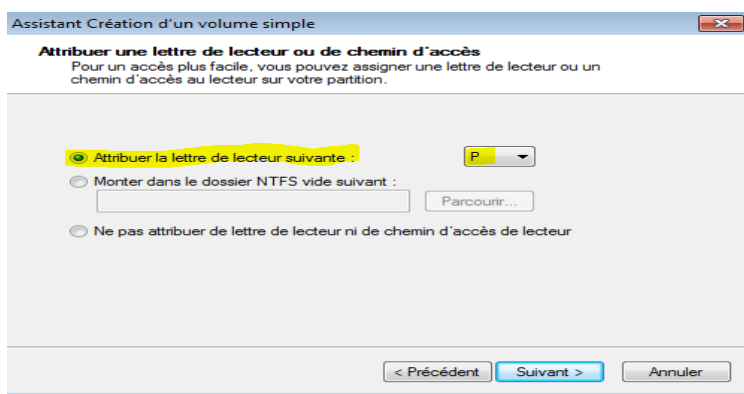 Assistant Création d'un volume simple
Attribuer une lettre de lecteur ou de chemin d'accès
Pour un accès plus facile, vous pouvez assigner une lettre de lecteur ou un
chemin d'accès au lecteur sur votre partition.
Attribuer la lettre de lecteur suivante : P
Monter dans le dossier NTFS vide suivant :
Parcourir...
Ne pas attribuer de lettre de lecteur ni de chemin d'accès de lecteur
< Précédent Suivant > Annuler